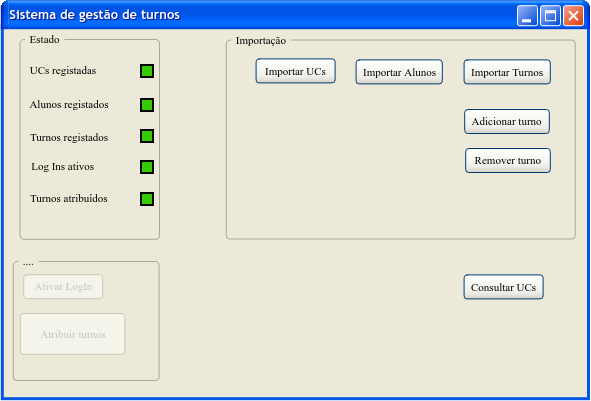 Sistema de gestão de turnos
Estado
UCs registadas
Alunos registados
Turnos registados
Log Ins ativos
Turnos atribuídos
Importação
Importar UCs
Importar Alunos
Importar Turnos
Adicionar turno
Remover turno
....
Ativar LogIn
Atribuir turnos
Consultar UCs